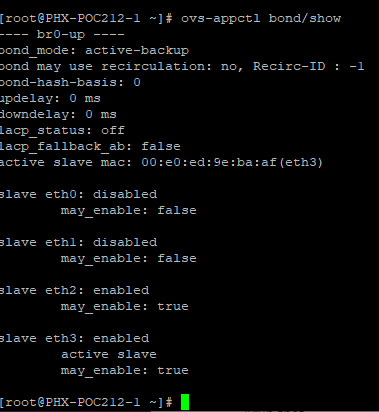 [root@PHX-POC212-1 ~]# ovs-appctl bond/show
---- br0-up ----
bond_mode: active-backup
bond may use recirculation: no, Recirc-ID : -1
bond-hash-basis: 0
updelay: 0 ms
downdelay: 0 ms
lacp_status: off
lacp_fallback_ab: false
active slave mac: 00:e0:ed:9e:ba:af(eth3)
slave eth0: disabled
may_enable: false
slave eth1: disabled
may_enable: false
slave eth2: enabled
may_enable: true
slave eth3: enabled
active slave
may_enable: true
[root@PHX-POC212-1 ~]#